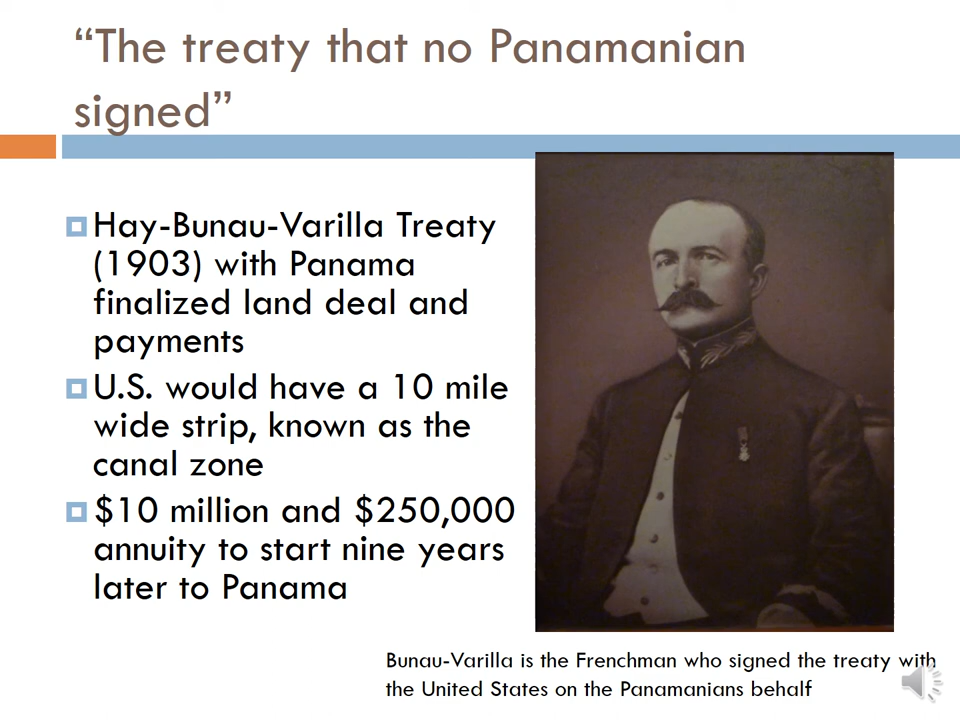 “The treaty that no Panamanian
signed”
Hay-Bunau-Varilla Treaty
(1903) with Panama
finalized land deal and
payments
U.S. would have a 10 mile
wide strip, known as the
canal zone
$10 million and $250,000
annuity to start nine years
later to Panama
Bunau-Varilla is the Frenchman who signed the treaty with
the United States on the Panamanians behalf